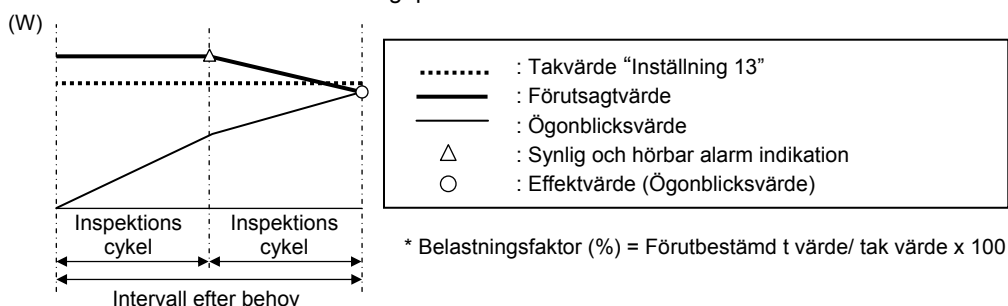 (W)
: Takvärde “Inställning 13”
: Förutsagtvärde
: Ögonblicksvärde
: Synlig och hörbar alarm indikation
: Effektvärde (Ögonblicksvärde)
Inspektions
cykel
Inspektions
cykel
* Belastningsfaktor (%) = Förutbestämd t värde/ tak värde x 100
Intervall efter behov